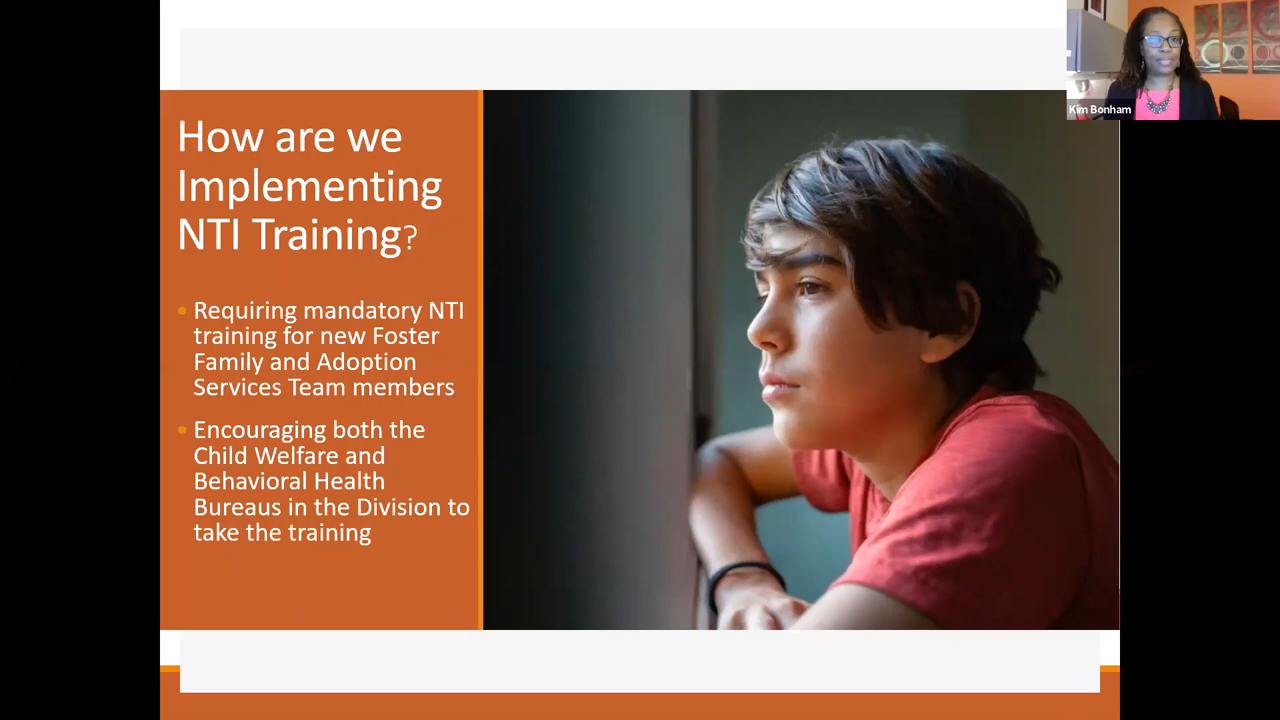 How are we
Implementing
NTI Training?
• Requiring mandatory NTI
training for new Foster
Family and Adoption
Services Team members
• Encouraging both the
Child Welfare and
Behavioral Health
Bureaus in the Division to
take the training
Kim Bonham